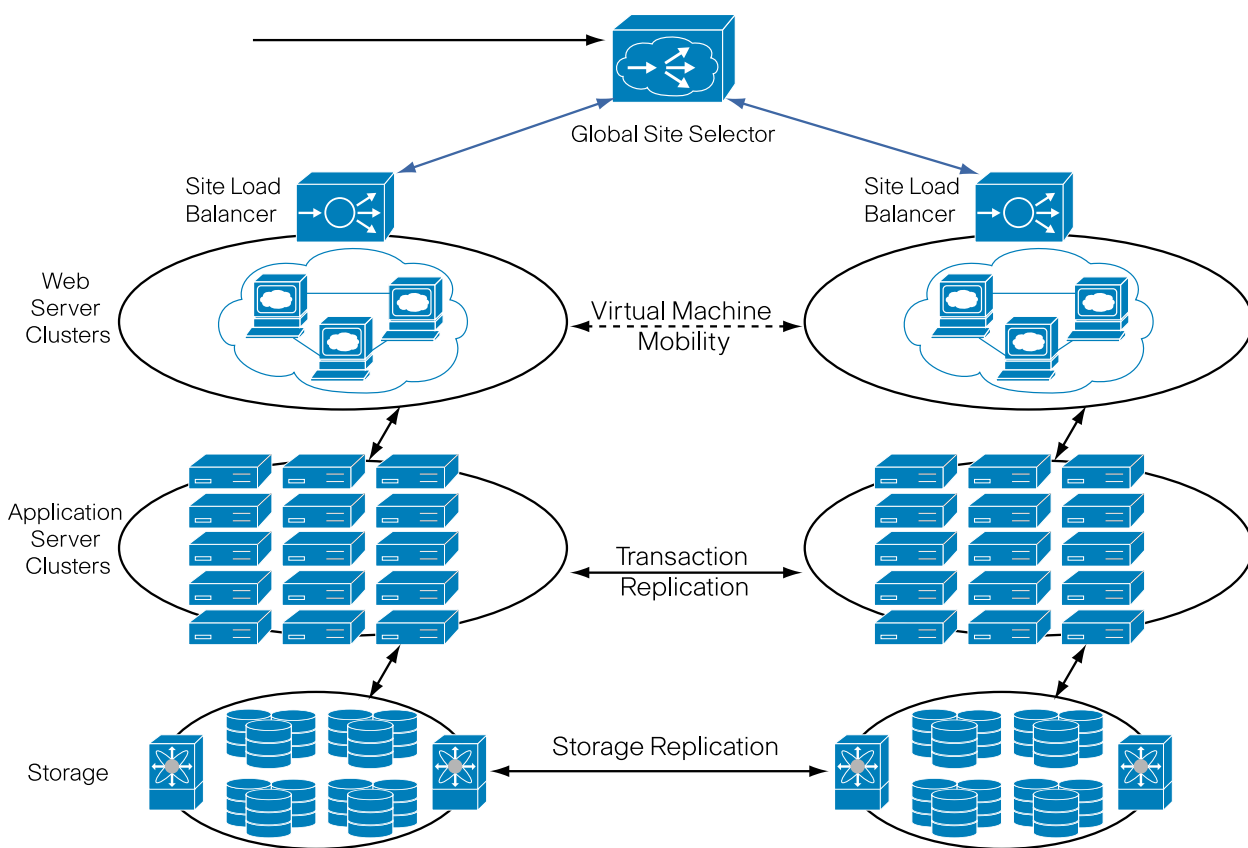 Global Site Selector
Site Load
Balancer
Site Load
Balancer
Web
Server
Clusters
Virtual Machine
Mobility
Application
Server
Clusters
Transaction
Replication
Storage
Storage Replication